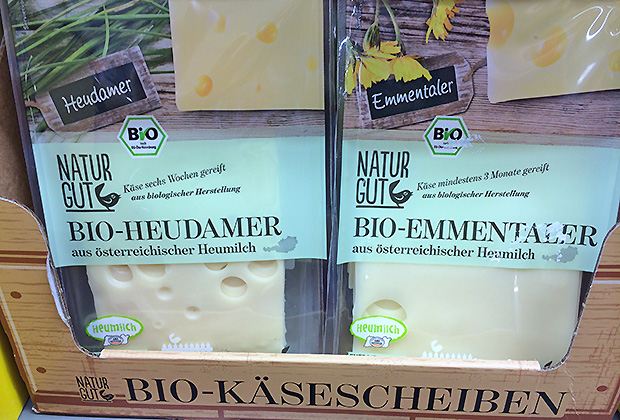 Heudamer
BIO
NATUR
GUT
Käse sechs Wochen gereift
aus biologischer Herstellung
BIO-HEUDAMER
aus österreichischer Heumilch
Heumilch
Emmentaler
BIO
NATUR
GUT
Käse mindestens 3 Monate gereift
aus biologischer Herstellung
BIO-EMMENTALER
aus österreichischer Heumilch
Heumilch
NATUR
GUT
BIO-KÄSESCHEIBEN